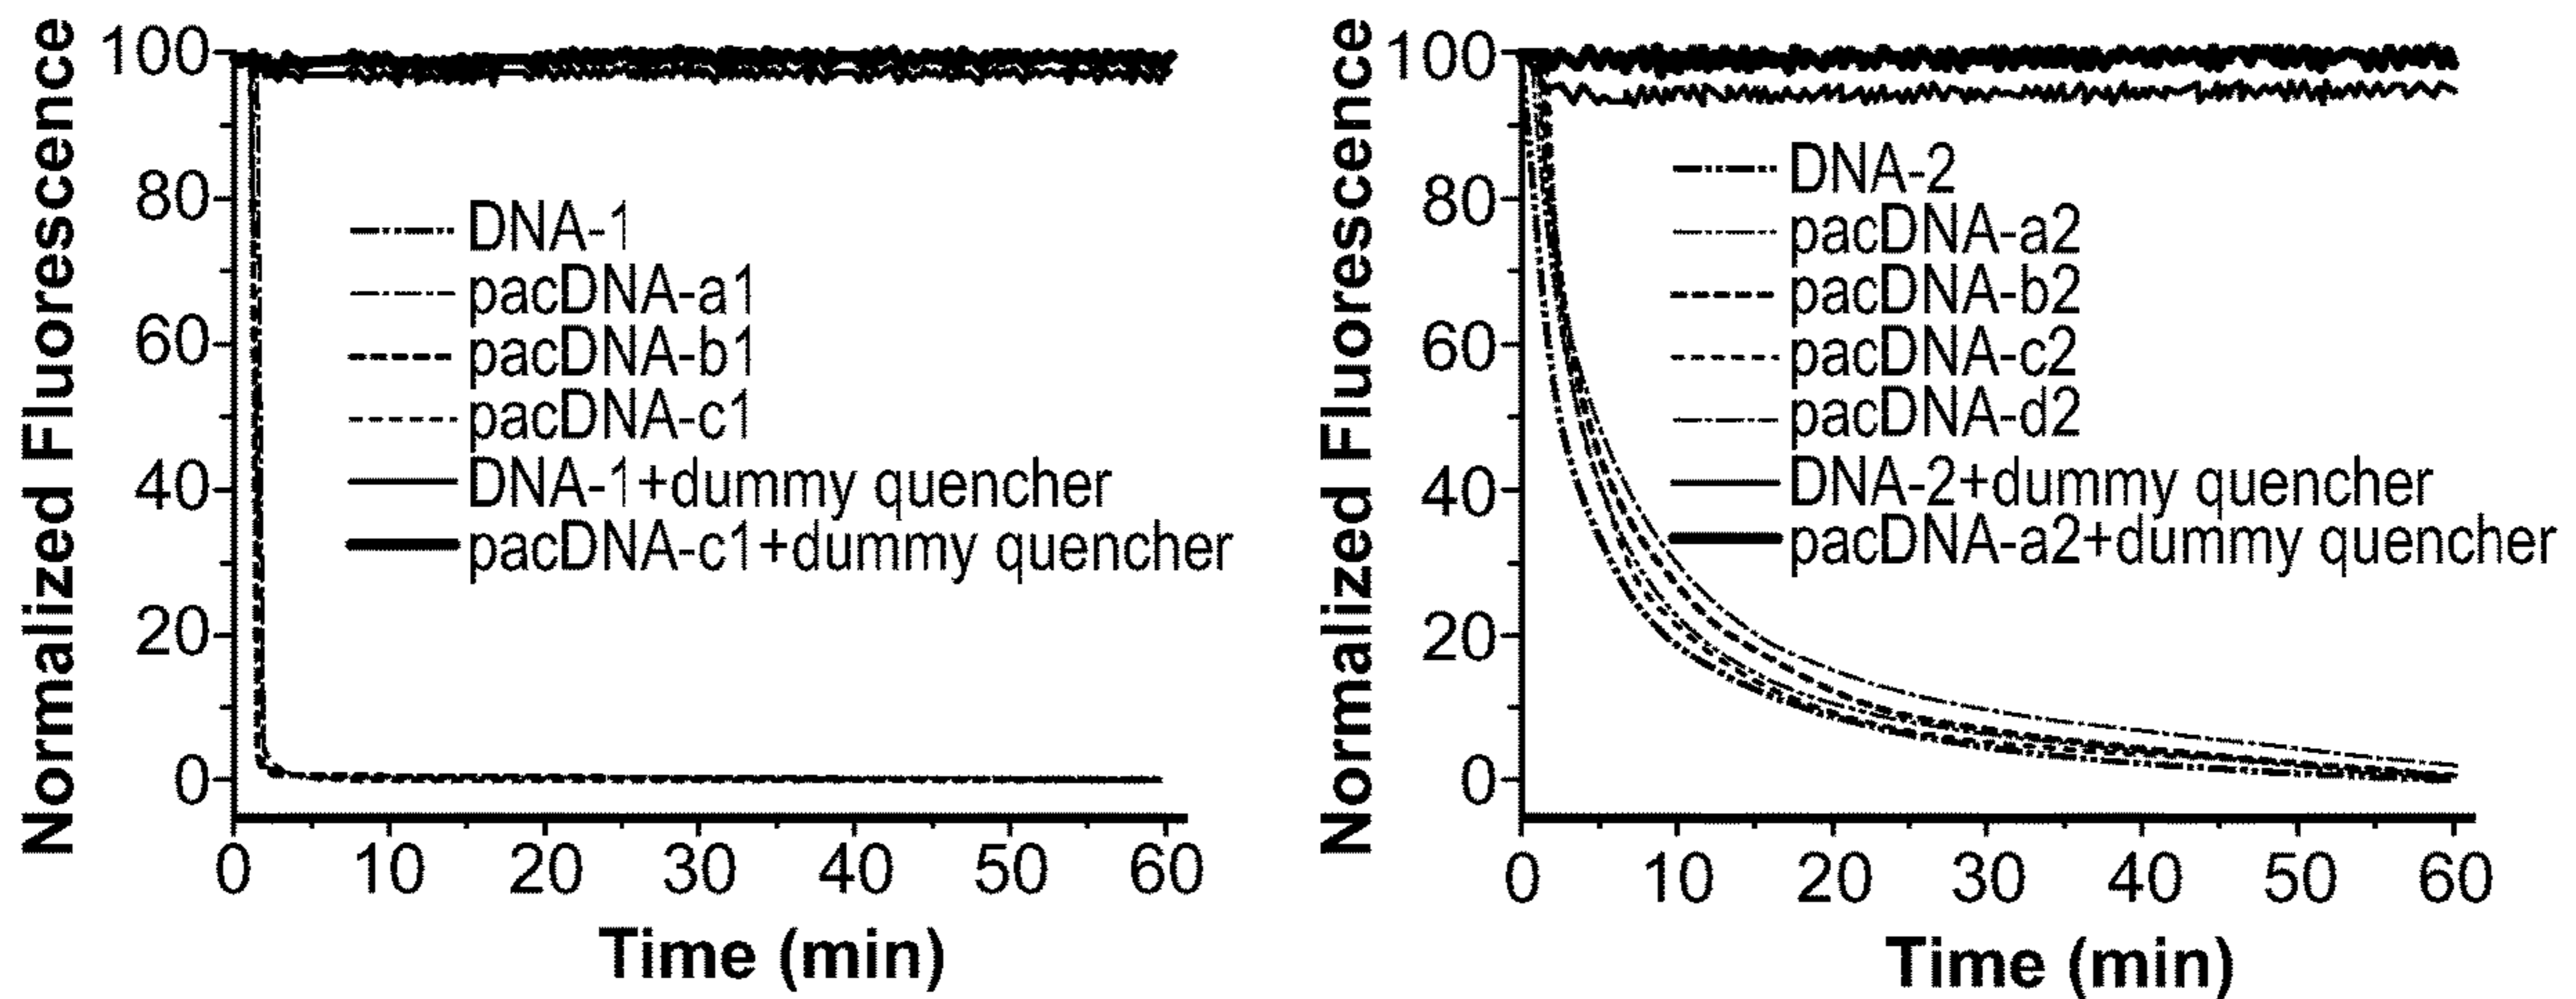 Normalized Fluorescence
100
80
60
40
20
0
DNA-1
pacDNA-a1
pacDNA-b1
pacDNA-c1
DNA-1+dummy quencher
pacDNA-c1+dummy quencher
0 10 20 30 40 50 60
Time (min)
Normalized Fluorescence
100
80
60
40
20
0
DNA-2
pacDNA-a2
pacDNA-b2
pacDNA-c2
pacDNA-d2
DNA-2+dummy quencher
pacDNA-a2+dummy quencher
0 10 20 30 40 50 60
Time (min)